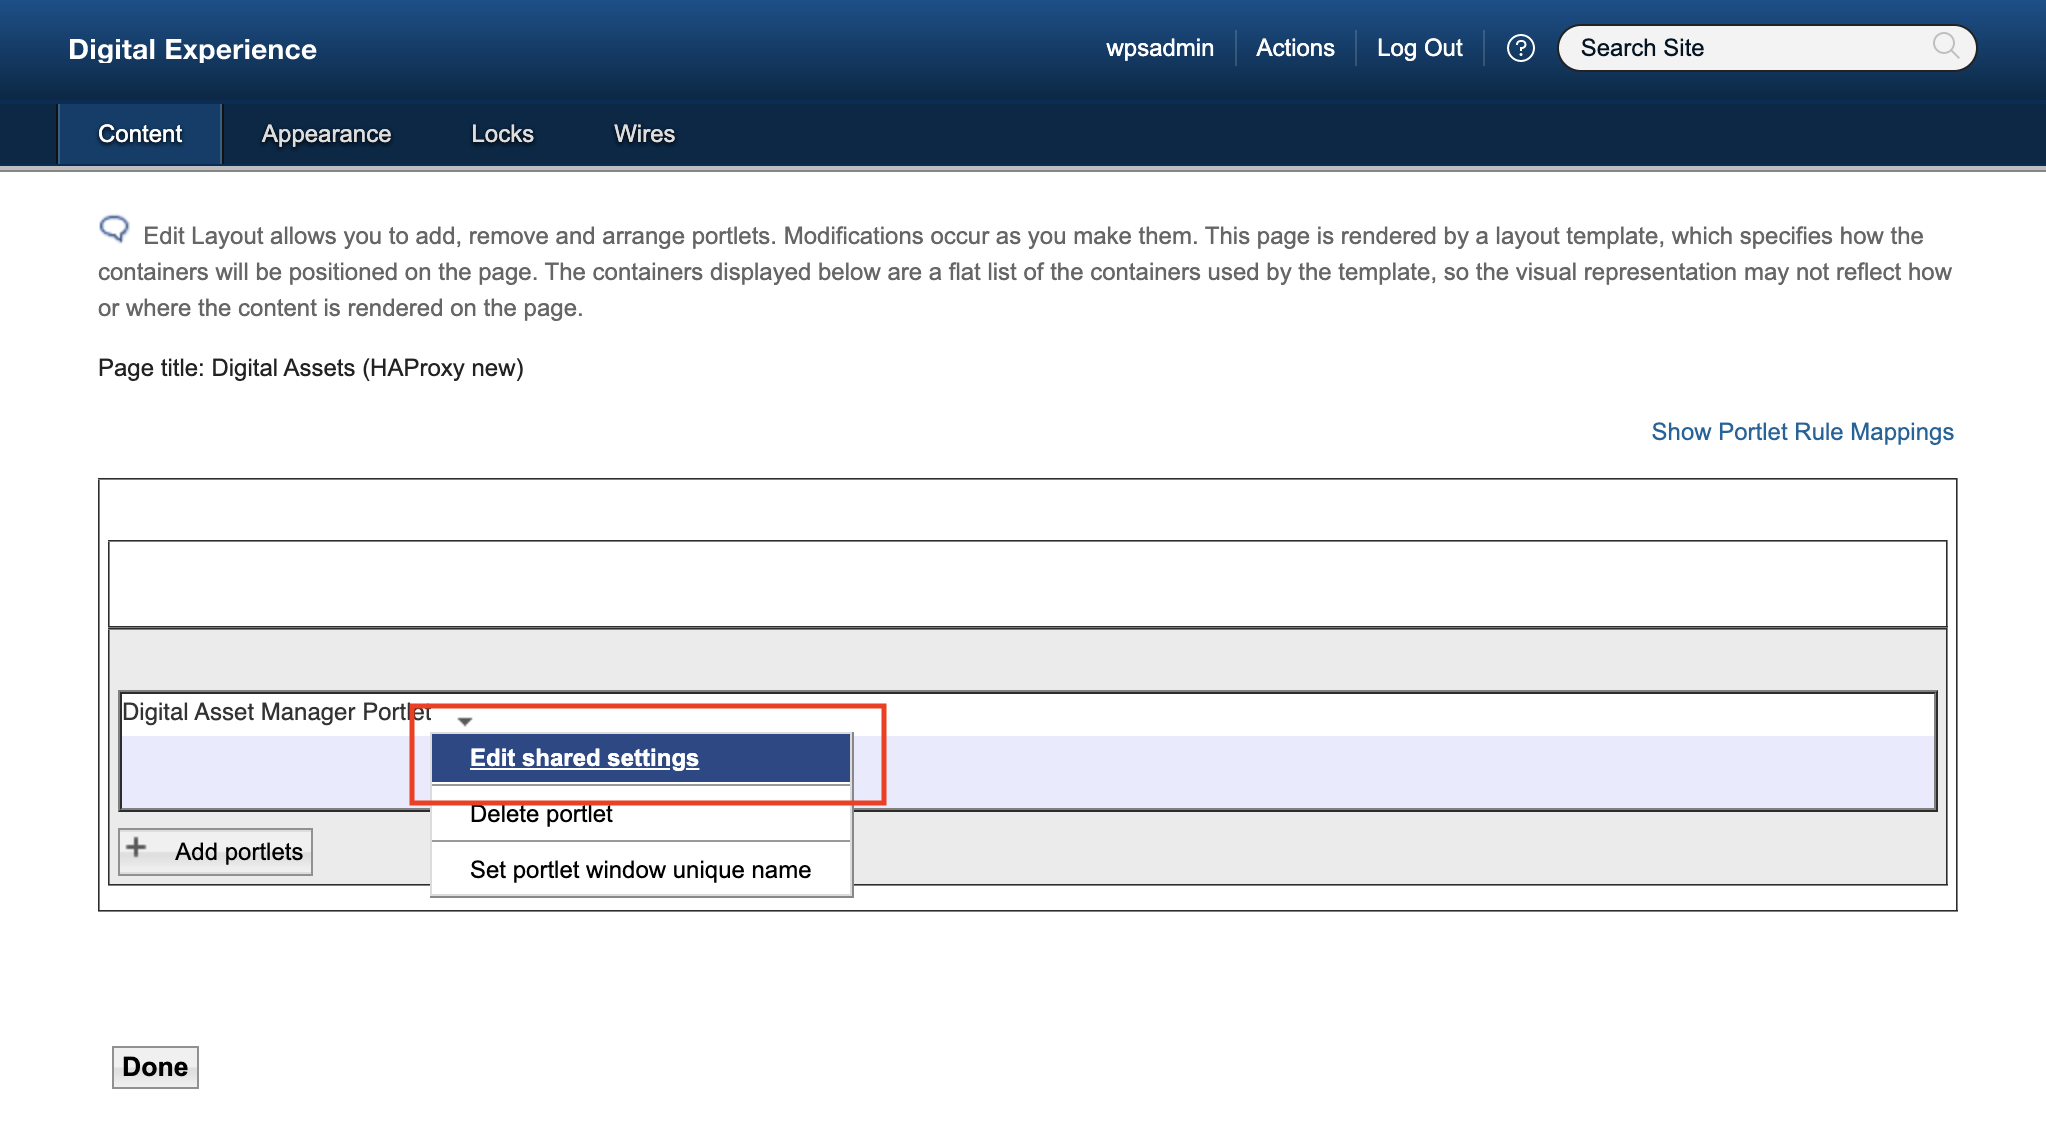 Digital Experience
wpsadmin
Actions
Log Out
?
Search Site
Content
Appearance
Locks
Wires
Edit Layout allows you to add, remove and arrange portlets. Modifications occur as you make them. This page is rendered by a layout template, which specifies how the
containers will be positioned on the page. The containers displayed below are a flat list of the containers used by the template, so the visual representation may not reflect how
or where the content is rendered on the page.
Page title: Digital Assets (HAProxy new)
Show Portlet Rule Mappings
Digital Asset Manager Portlet
Edit shared settings
Delete portlet
Set portlet window unique name
Add portlets
Done